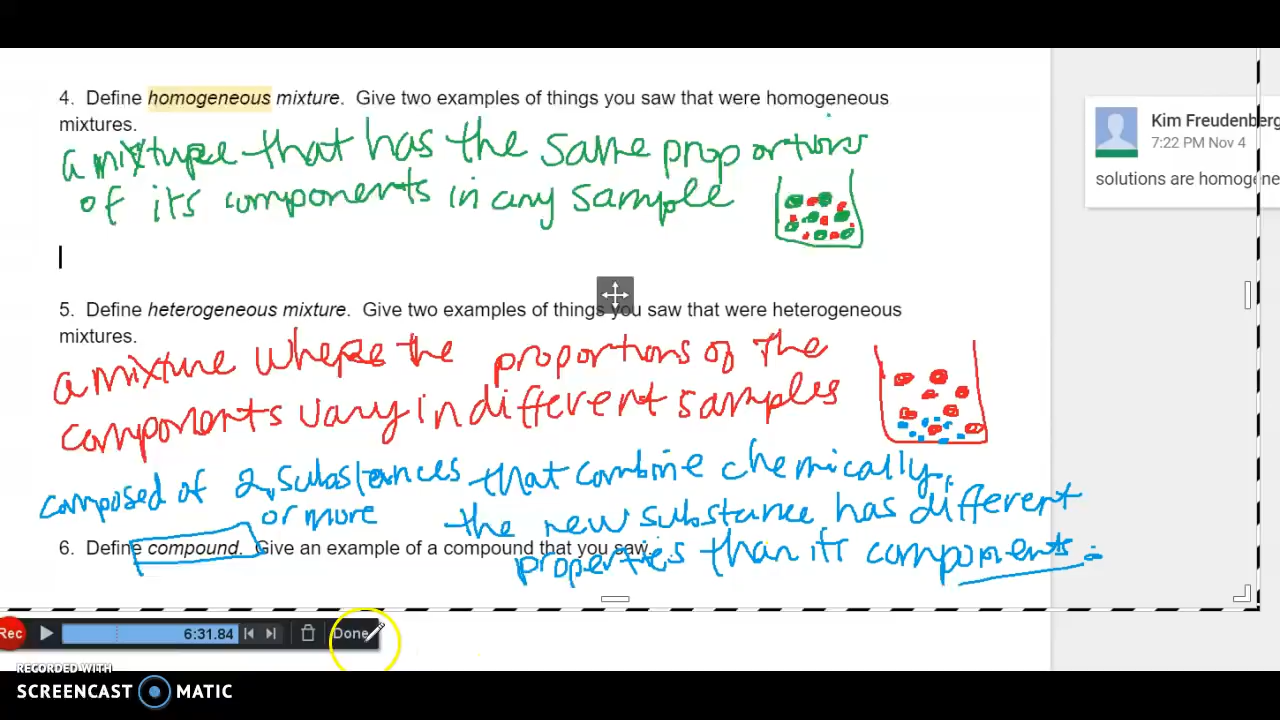 4. Define homogeneous mixture. Give two examples of things you saw that were homogeneous
mixtures.
a mixture that has the same proportions
of its components in any sample
Kim Freudenberg
7:22 PM Nov 4
solutions are homogene
5. Define heterogeneous mixture. Give two examples of things you saw that were heterogeneous
mixtures.
a mixture where the proportions of the
components vary in different samples
composed of 2 substances that combine chemically.
or more the new substance has different
6. Define compound. Give an example of a compound that you saw.
properties than its components.
Rec 6:31.84 Done
RECORDED WITH
SCREENCAST MATIC